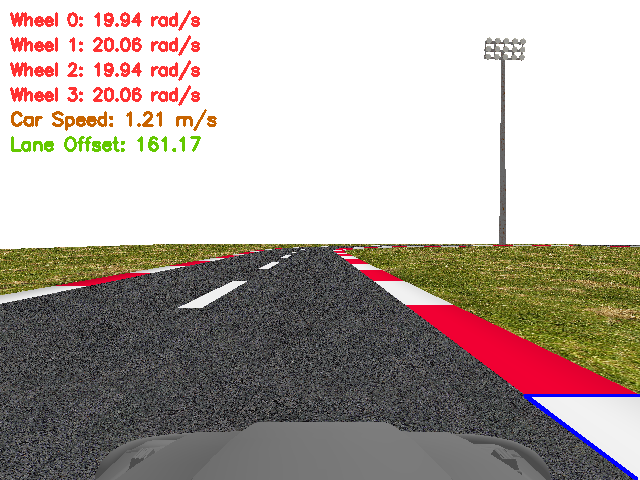 Wheel 0: 19.94 rad/s
Wheel 1: 20.06 rad/s
Wheel 2: 19.94 rad/s
Wheel 3: 20.06 rad/s
Car Speed: 1.21 m/s
Lane Offset: 161.17